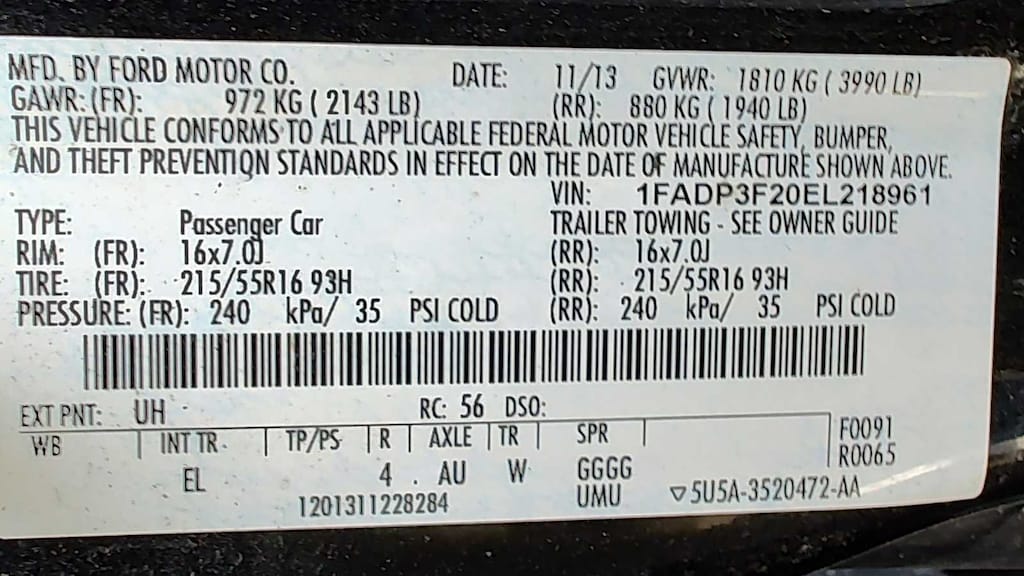 MFD. BY FORD MOTOR CO. DATE: 11/13 GVWR: 1810 KG ( 3990 LB)
GAWR: (FR): 972 KG ( 2143 LB) (RR): 880 KG ( 1940 LB)
THIS VEHICLE CONFORMS TO ALL APPLICABLE FEDERAL MOTOR VEHICLE SAFETY, BUMPER,
AND THEFT PREVENTION STANDARDS IN EFFECT ON THE DATE OF MANUFACTURE SHOWN ABOVE.
VIN: 1FADP3F20EL218961
TYPE: Passenger Car TRAILER TOWING - SEE OWNER GUIDE
RIM: (FR): 16x7.0J (RR): 16x7.0J
TIRE: (FR): 215/55R16 93H (RR): 215/55R16 93H
PRESSURE: (FR): 240 kPa/ 35 PSI COLD (RR): 240 kPa/ 35 PSI COLD
EXT PNT: UH RC: 56 DSO:
WB INT TR TP/PS R AXLE TR SPR F0091
R0065
EL 4 AU W GGGG
1201311228284 UMU ▽5U5A-3520472-AA